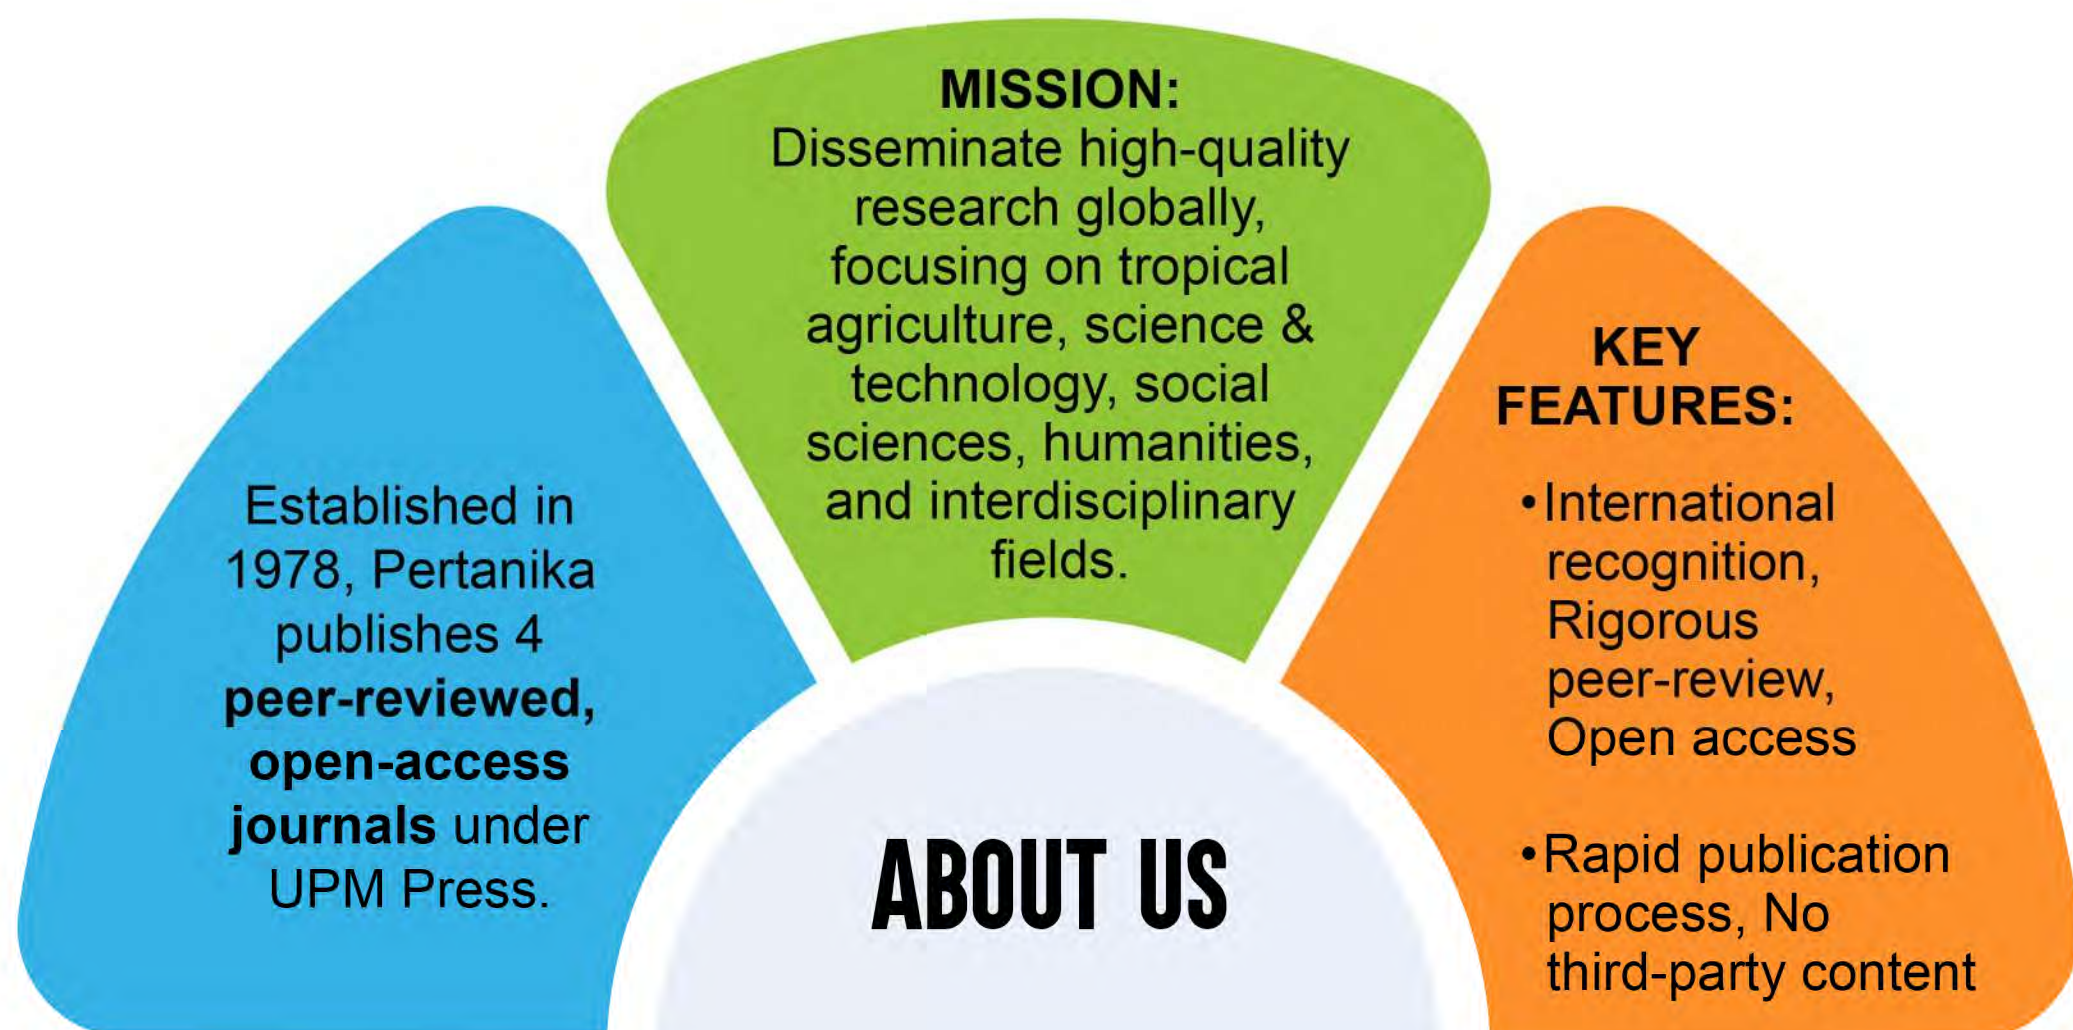 Established in
1978, Pertanika
publishes 4
peer-reviewed,
open-access
journals under
UPM Press.
MISSION:
Disseminate high-quality
research globally,
focusing on tropical
agriculture, science &
technology, social
sciences, humanities,
and interdisciplinary
fields.
KEY
FEATURES:
•International
recognition,
Rigorous
peer-review,
Open access
•Rapid publication
process, No
third-party content
ABOUT US